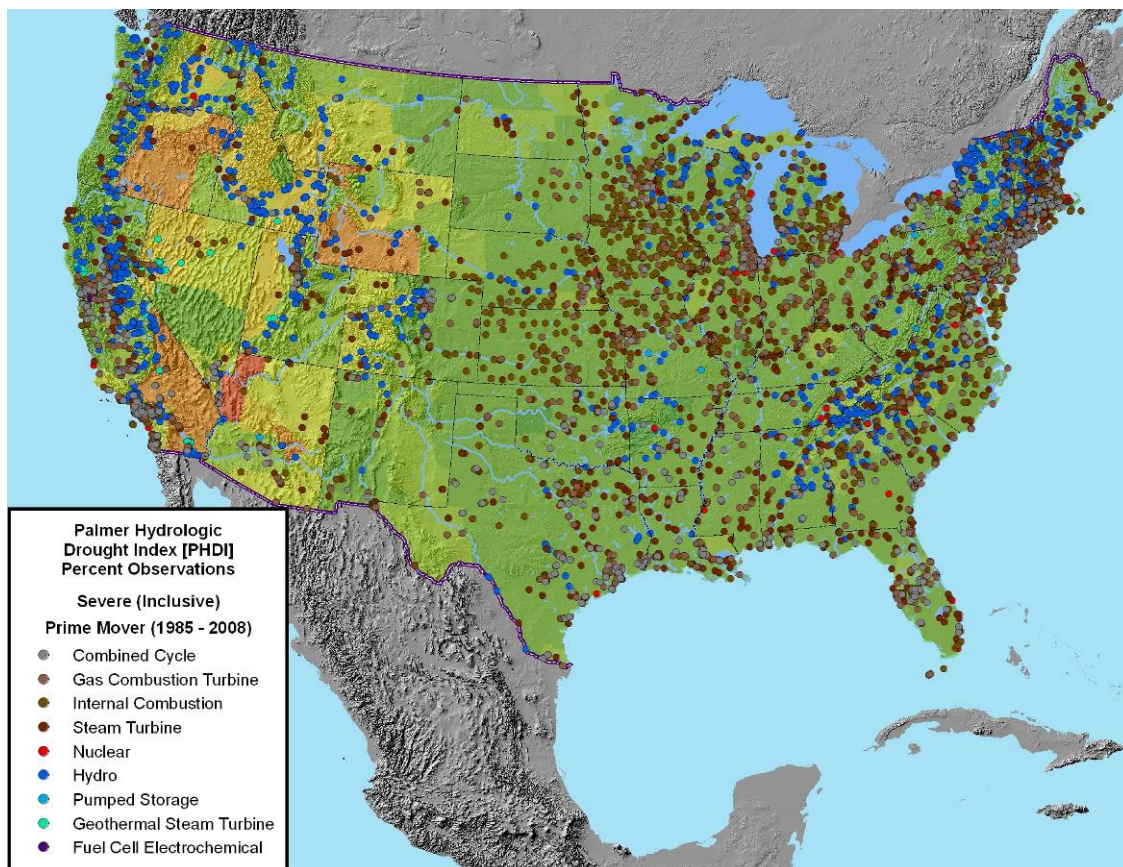 Palmer Hydrologic
Drought Index [PHDI]
Percent Observations
Severe (Inclusive)
Prime Mover (1985 - 2008)
Combined Cycle
Gas Combustion Turbine
Internal Combustion
Steam Turbine
Nuclear
Hydro
Pumped Storage
Geothermal Steam Turbine
Fuel Cell Electrochemical